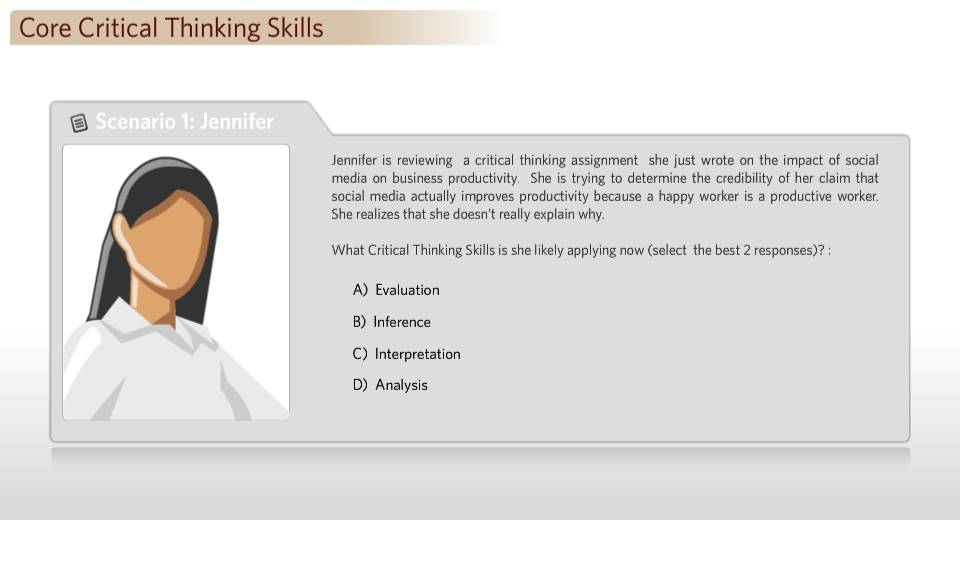 Core Critical Thinking Skills
Scenario 1: Jennifer
Jennifer is reviewing a critical thinking assignment she just wrote on the impact of social
media on business productivity. She is trying to determine the credibility of her claim that
social media actually improves productivity because a happy worker is a productive worker.
She realizes that she doesn't really explain why.
What Critical Thinking Skills is she likely applying now (select the best 2 responses)? :
A) Evaluation
B) Inference
C) Interpretation
D) Analysis